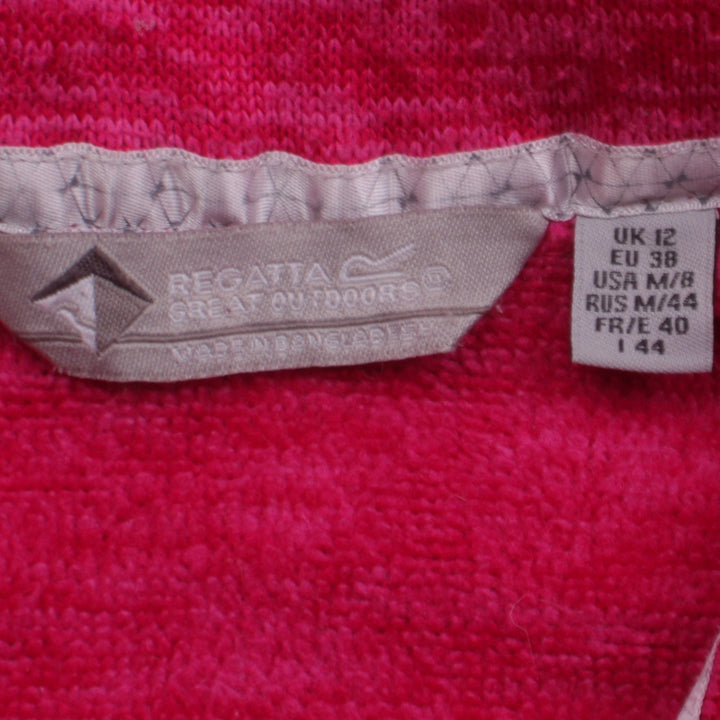 REGATTA
GREAT OUTDOORS
MADE IN BANGLADESH
UK 12
EU 38
USA M/8
RUS M/44
FR/E 40
I 44